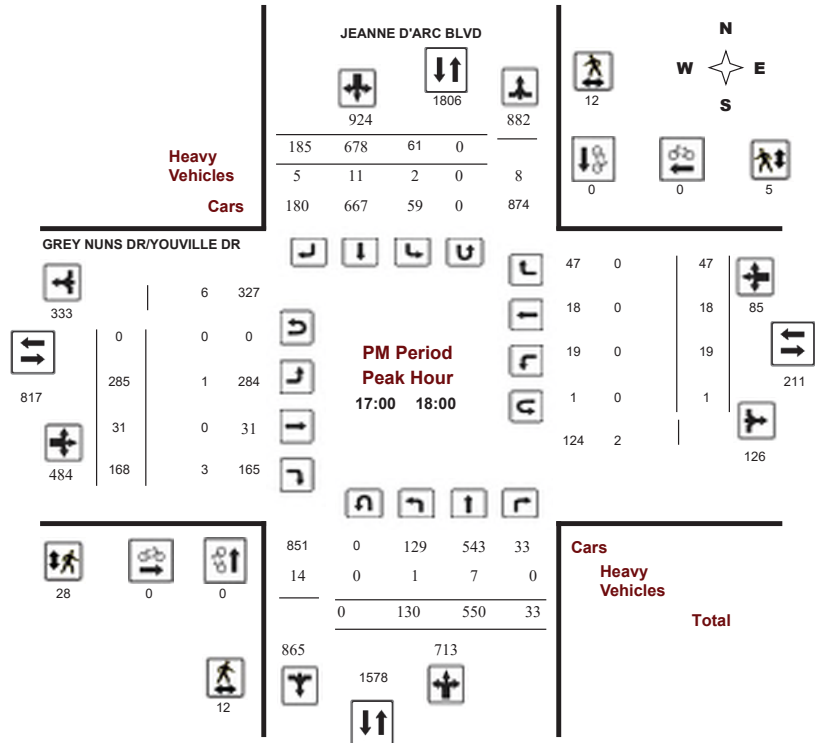 JEANNE D'ARC BLVD
N
W E
S
1806
12
924 882
185 678 61 0
Heavy
Vehicles
5 11 2 0 8
0 0 5
Cars 180 667 59 0 874
GREY NUNS DR/YOUVILLE DR
47 0 47
6 327
333
18 0 18 85
0 0 0
PM Period
Peak Hour
19 0 19
285 1 284
211
817
17:00 18:00
1 0 1
31 0 31
124 2
126
484 168 3 165
851 0 129 543 33 Cars
14 0 1 7 0 Heavy
Vehicles
28 0 0
0 130 550 33 Total
865 713
1578
12